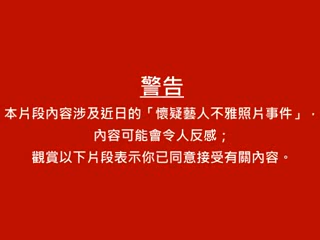 警告
本片段內容涉及近日的「懷疑藝人不雅照片事件」，
內容可能會令人反感；
觀賞以下片段表示你已同意接受有關內容。